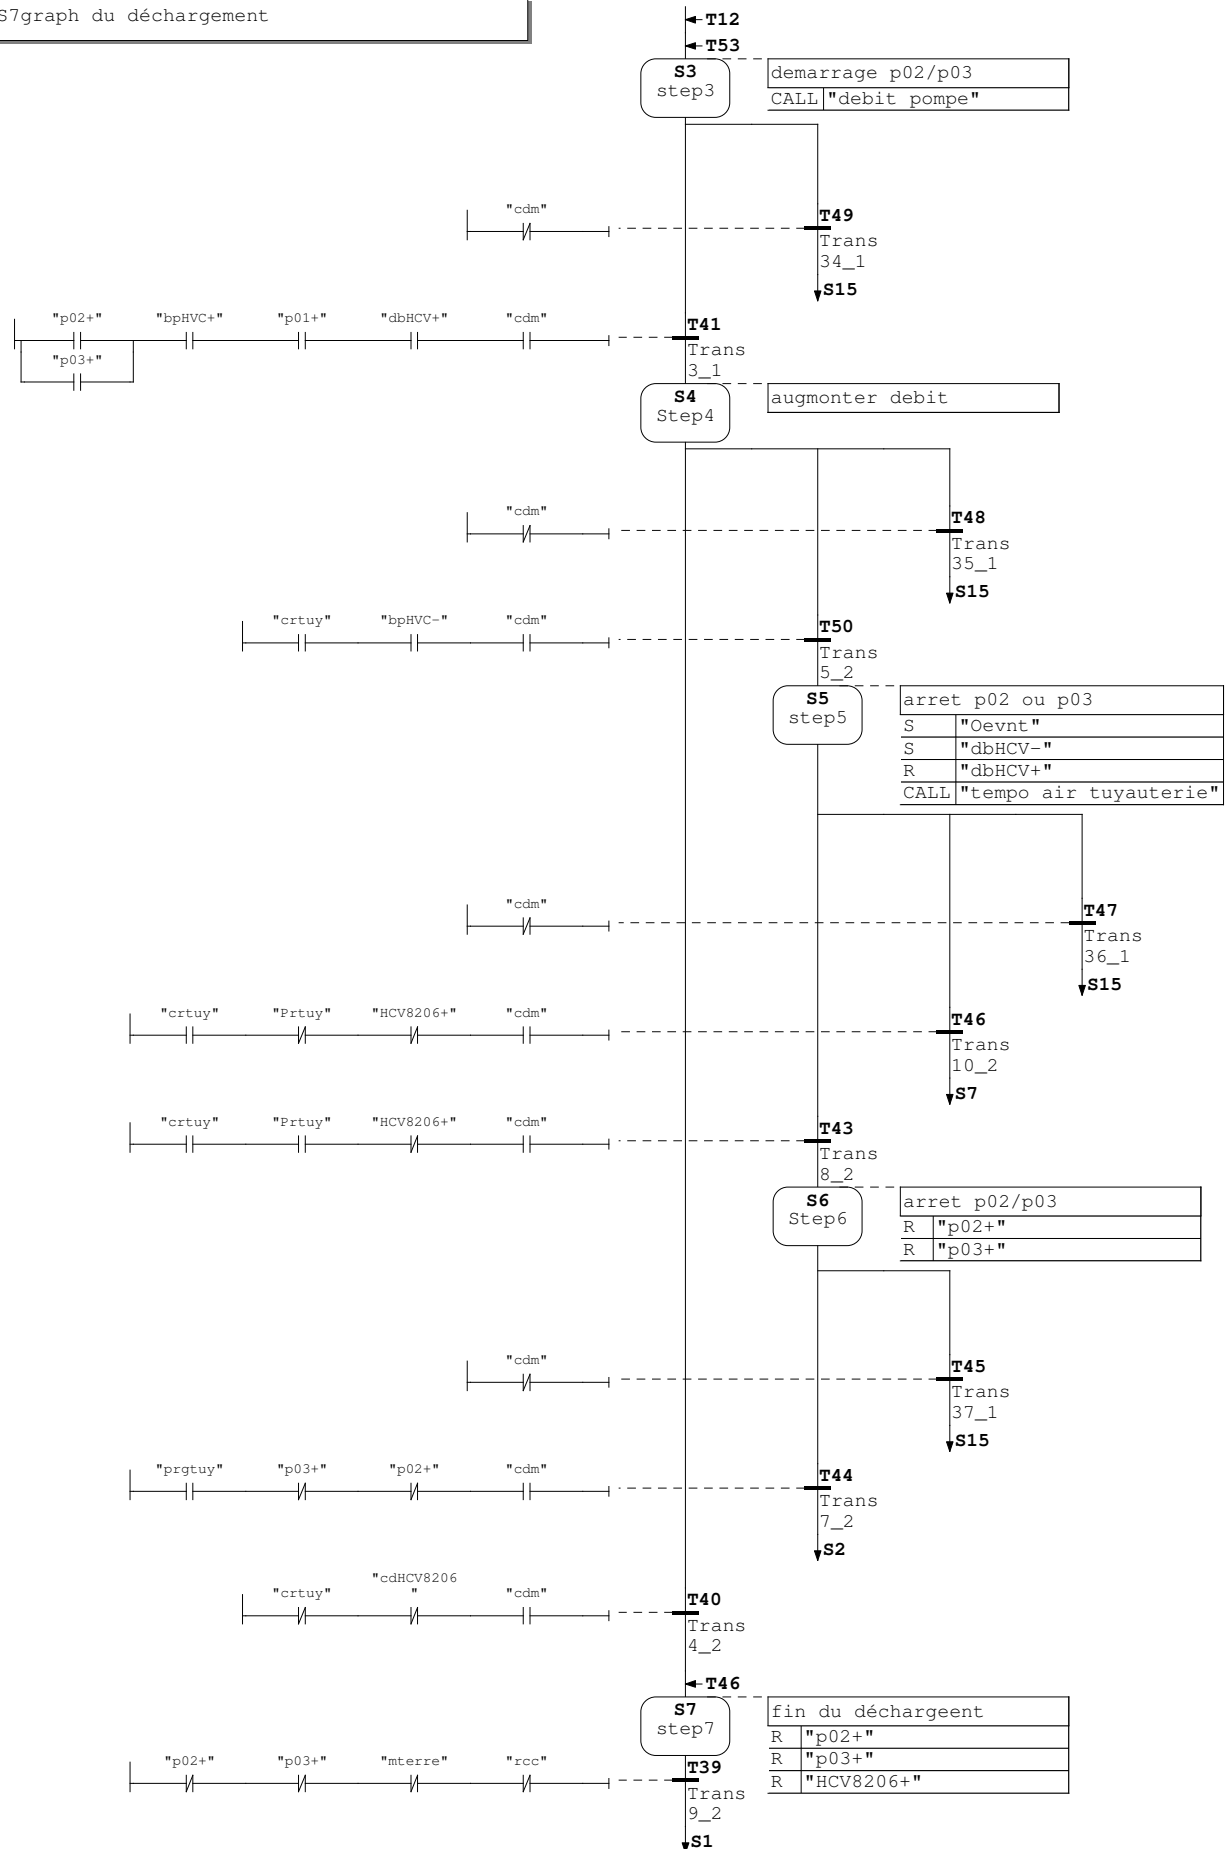 S7graph du déchargement
T12
T53
S3
step3
demarrage p02/p03
CALL "debit pompe"
"cdm"
T49
Trans
34_1
S15
"p02+" "bpHVC+" "p01+" "dbHCV+" "cdm"
"p03+"
T41
Trans
3_1
S4
Step4
augmonter debit
"cdm"
T48
Trans
35_1
S15
"crtuy" "bpHVC-" "cdm"
T50
Trans
5_2
S5
step5
arret p02 ou p03
S "Oevnt"
S "dbHCV-"
R "dbHCV+"
CALL "tempo air tuyauterie"
"cdm"
T47
Trans
36_1
S15
"crtuy" "Prtuy" "HCV8206+" "cdm"
T46
Trans
10_2
S7
"crtuy" "Prtuy" "HCV8206+" "cdm"
T43
Trans
8_2
S6
Step6
arret p02/p03
R "p02+"
R "p03+"
"cdm"
T45
Trans
37_1
S15
"prgtuy" "p03+" "p02+" "cdm"
T44
Trans
7_2
S2
"crtuy" "cdHCV8206
" "cdm"
T40
Trans
4_2
T46
S7
step7
fin du déchargeent
R "p02+"
R "p03+"
R "HCV8206+"
"p02+" "p03+" "mterre" "rcc"
T39
Trans
9_2
S1